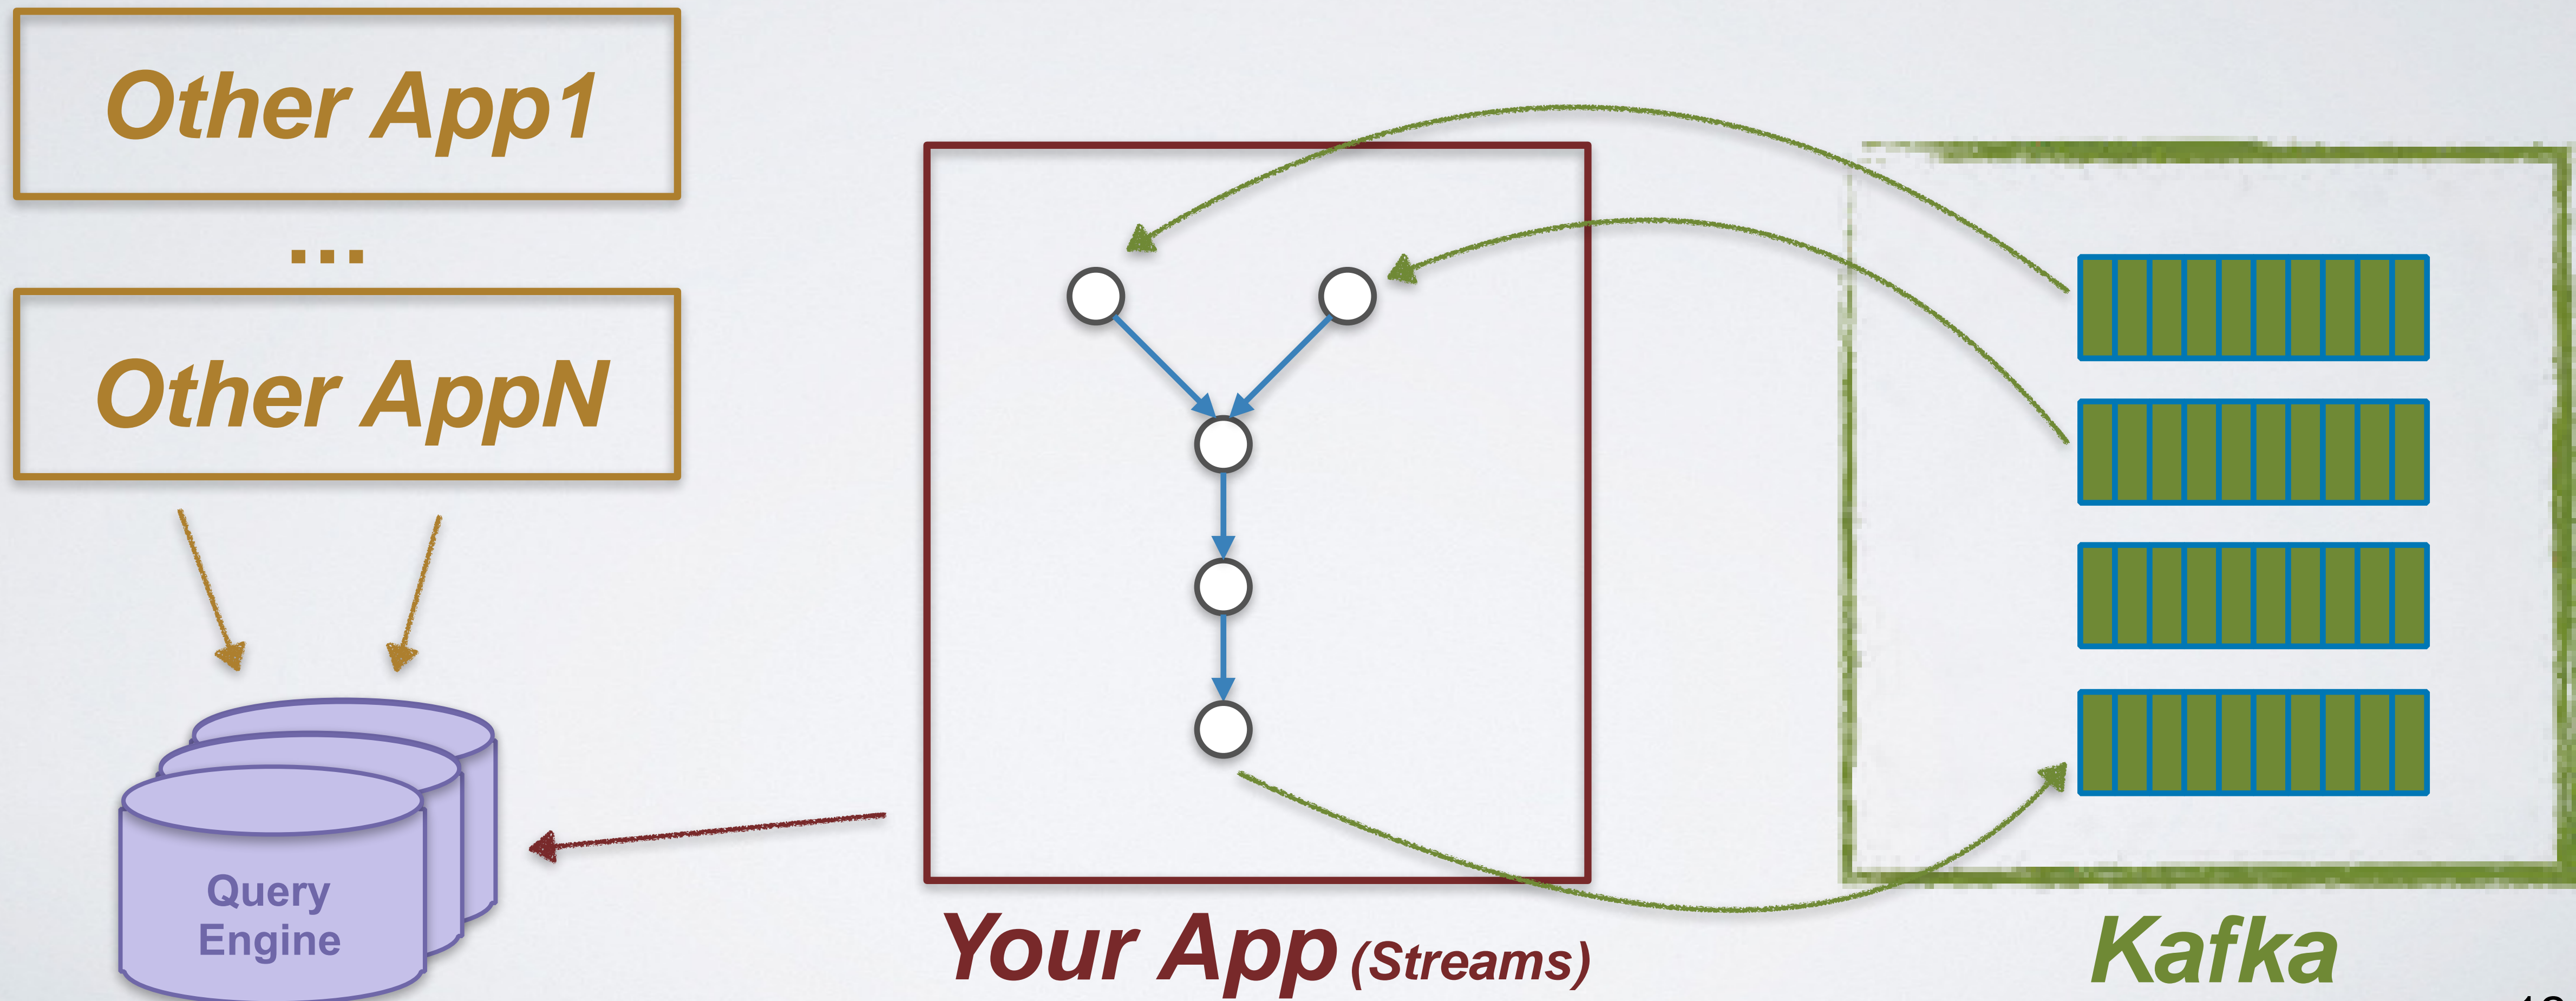 Other App1
...
Other AppN
Query
Engine
Your App (Streams)
Kafka